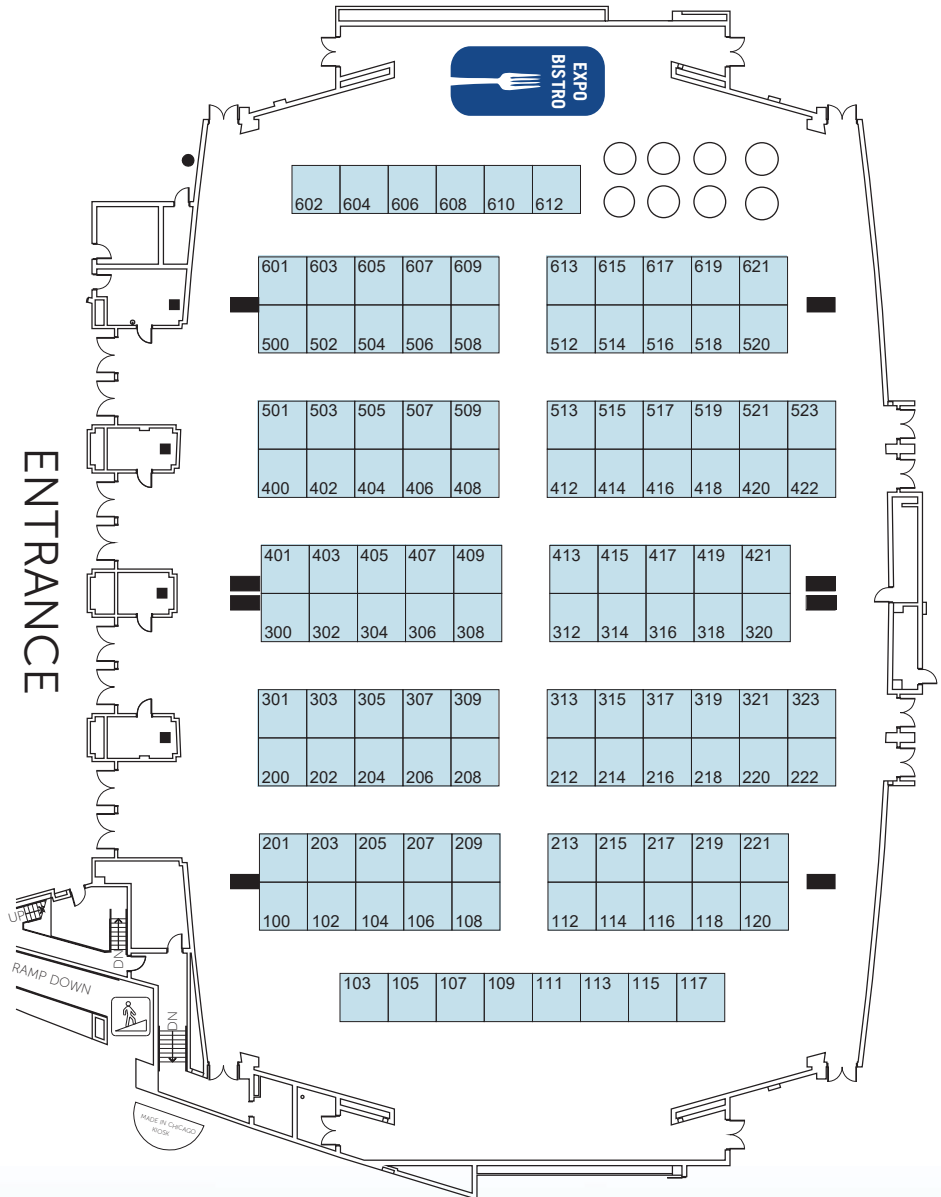 EXPO
BISTRO
602 604 606 608 610 612
601 603 605 607 609 613 615 617 619 621
500 502 504 506 508 512 514 516 518 520
501 503 505 507 509 513 515 517 519 521 523
400 402 404 406 408 412 414 416 418 420 422
ENTRANCE
401 403 405 407 409 413 415 417 419 421
300 302 304 306 308 312 314 316 318 320
301 303 305 307 309 313 315 317 319 321 323
200 202 204 206 208 212 214 216 218 220 222
201 203 205 207 209 213 215 217 219 221
100 102 104 106 108 112 114 116 118 120
UP
DN
RAMP DOWN
DN
103 105 107 109 111 113 115 117
MADE IN CHICAGO
KIOSK